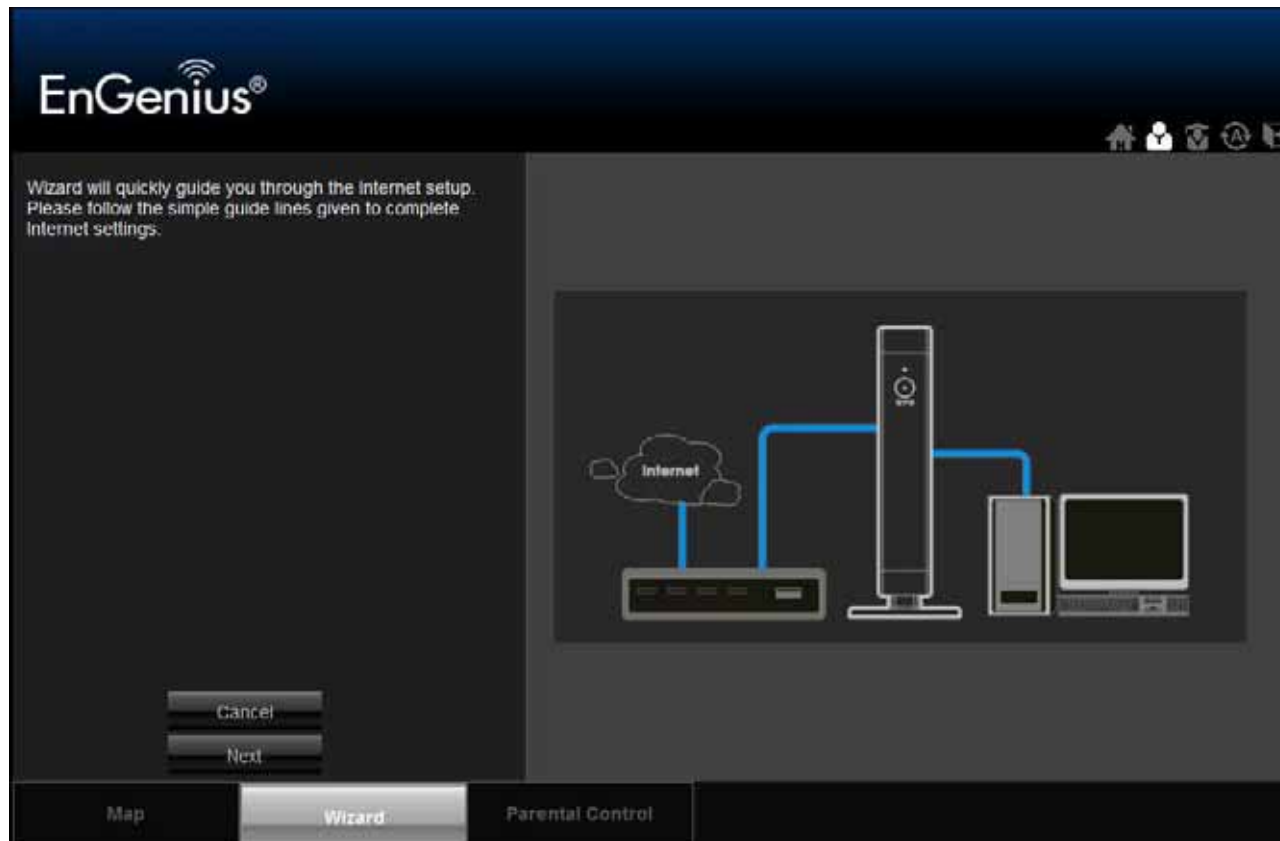 EnGenius®
Wizard will quickly guide you through the Internet setup.
Please follow the simple guide lines given to complete
Internet settings.
Internet
WPS
Cancel
Next
Map
Wizard
Parental Control